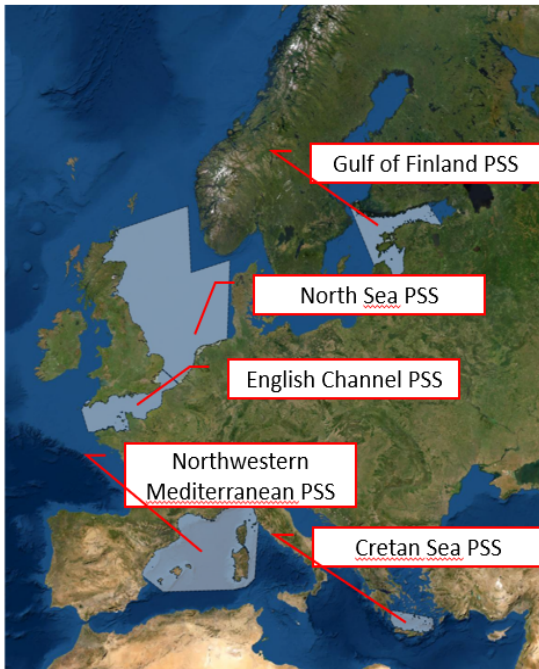 Gulf of Finland PSS
North Sea PSS
English Channel PSS
Northwestern
Mediterranean PSS
Cretan Sea PSS